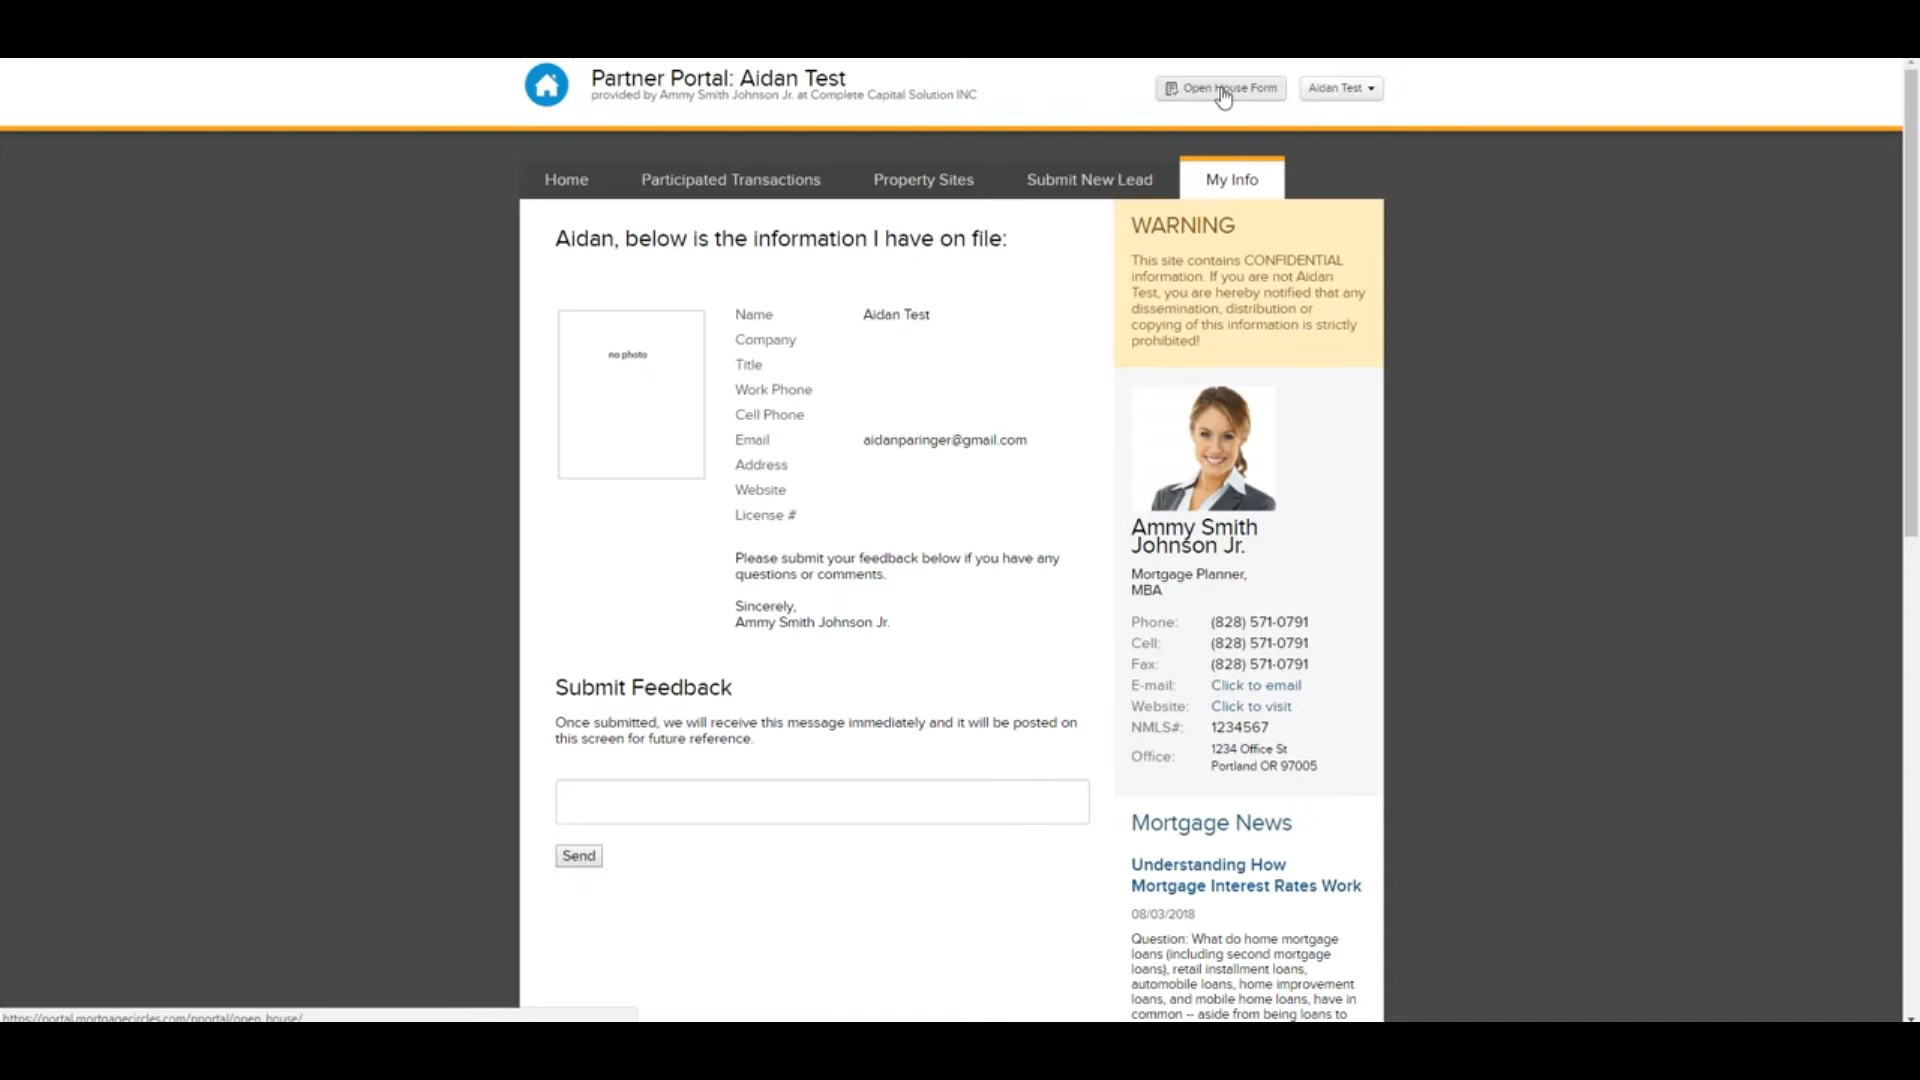 Partner Portal: Aidan Test
provided by Ammy Smith Johnson Jr. at Complete Capital Solution INC
Open House Form
Aidan Test
Home
Participated Transactions
Property Sites
Submit New Lead
My Info
Aidan, below is the information I have on file:
no photo
Name Aidan Test
Company
Title
Work Phone
Cell Phone
Email aidanparinger@gmail.com
Address
Website
License #
Please submit your feedback below if you have any
questions or comments.
Sincerely,
Ammy Smith Johnson Jr.
Submit Feedback
Once submitted, we will receive this message immediately and it will be posted on
this screen for future reference.
Send
WARNING
This site contains CONFIDENTIAL
information. If you are not Aidan
Test, you are hereby notified that any
dissemination, distribution or
copying of this information is strictly
prohibited!
Ammy Smith
Johnson Jr.
Mortgage Planner,
MBA
Phone: (828) 571-0791
Cell: (828) 571-0791
Fax: (828) 571-0791
E-mail: Click to email
Website: Click to visit
NMLS#: 1234567
Office: 1234 Office St
Portland OR 97005
Mortgage News
Understanding How
Mortgage Interest Rates Work
08/03/2018
Question: What do home mortgage
loans (including second mortgage
loans), retail installment loans,
automobile loans, home improvement
loans, and mobile home loans, have in
common -- aside from being loans to
https://portal.mortgagecircles.com/pportal/open_house/